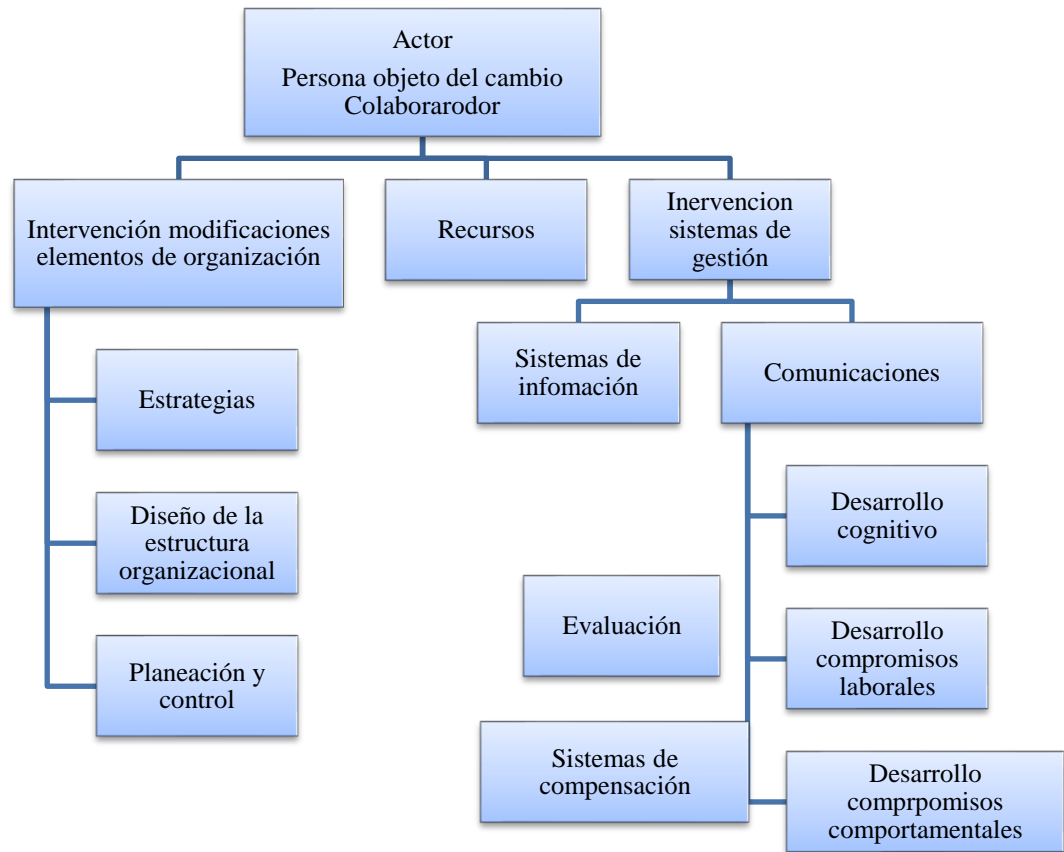 Actor
Persona objeto del cambio
Colaborarodor
Intervención modificaciones
elementos de organización
Recursos
Inervencion
sistemas de
gestión
Sistemas de
infomación
Comunicaciones
Estrategias
Diseño de la
estructura
organizacional
Planeación y
control
Desarrollo
cognitivo
Evaluación
Desarrollo
compromisos
laborales
Sistemas de
compensación
Desarrollo
comprpomisos
comportamentales